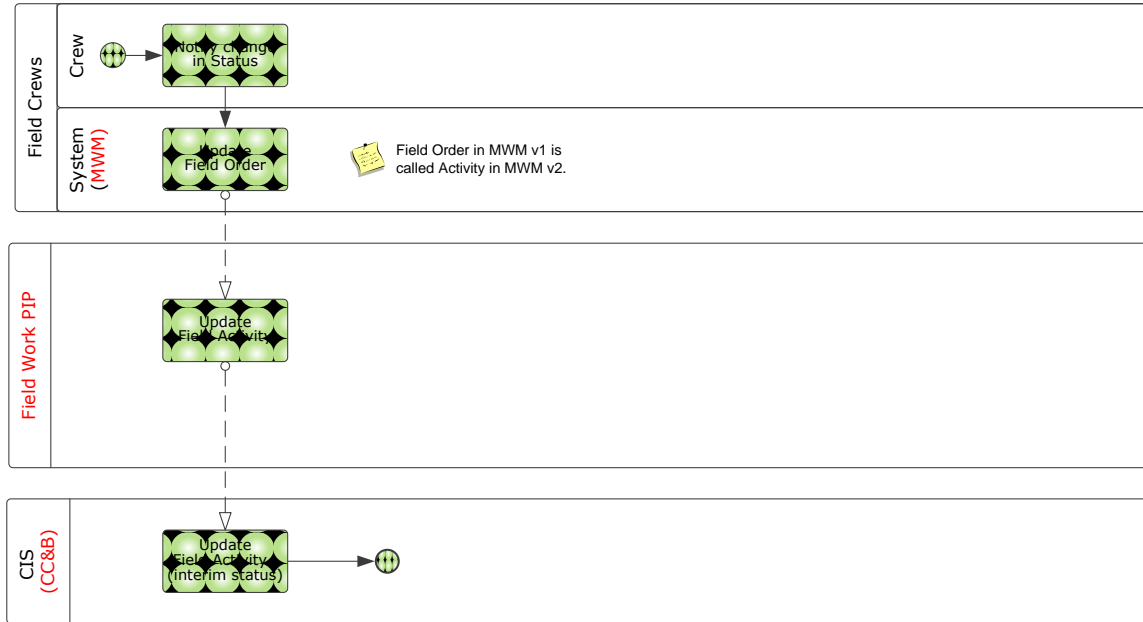 Field Crews
Crew
Notify change
in Status
System
(MWM)
Update
Field Order
Field Order in MWM v1 is
called Activity in MWM v2.
Field Work PIP
Update
Field Activity
CIS
(CC&B)
Update
Field Activity
(interim status)